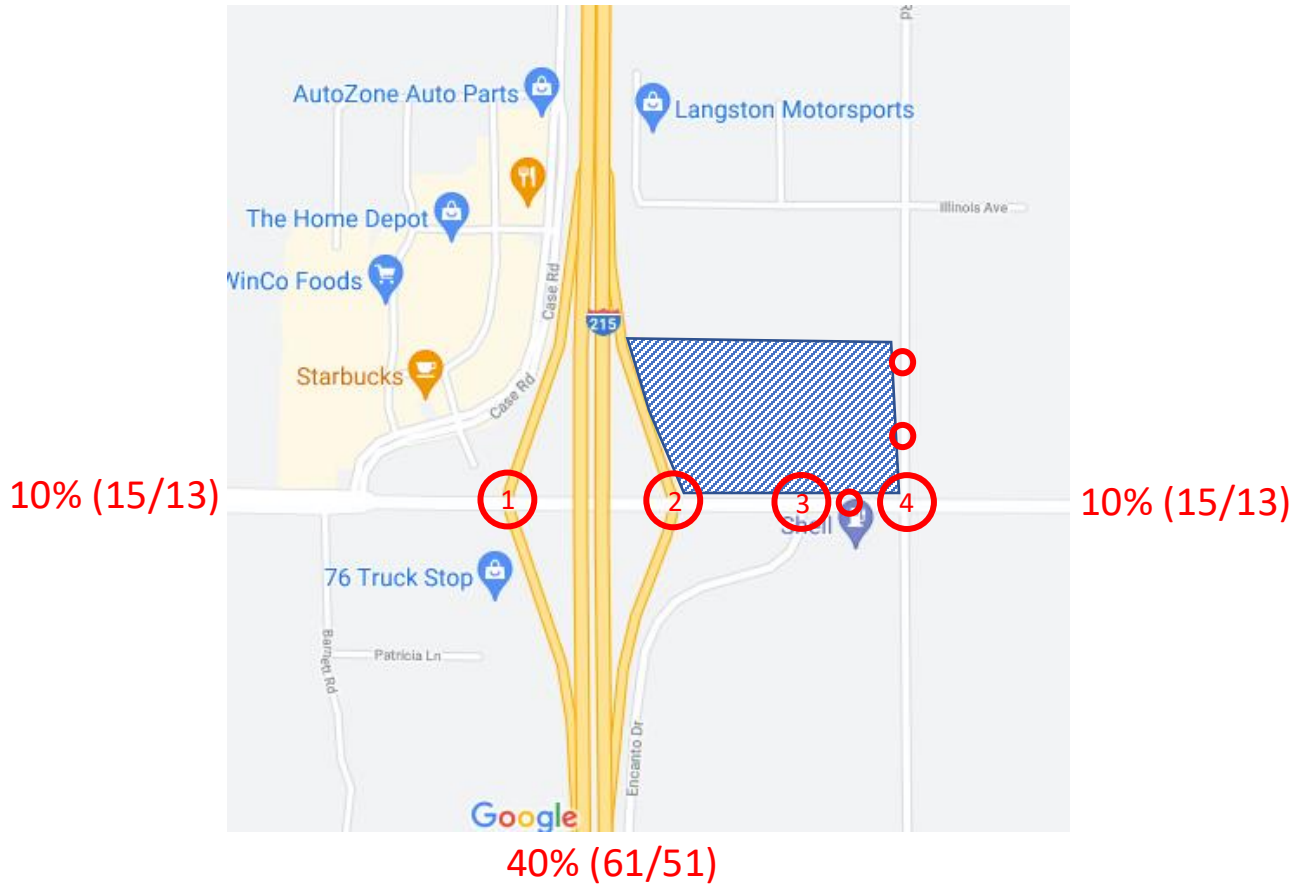 Rd
AutoZone Auto Parts
Langston Motorsports
Illinois Ave
The Home Depot
WinCo Foods
Case Rd
215
Starbucks
Case Rd
10% (15/13)
1
2
3
4
10% (15/13)
Shell
76 Truck Stop
Barnett Rd
Patricia Ln
Encanto Dr
Google
40% (61/51)